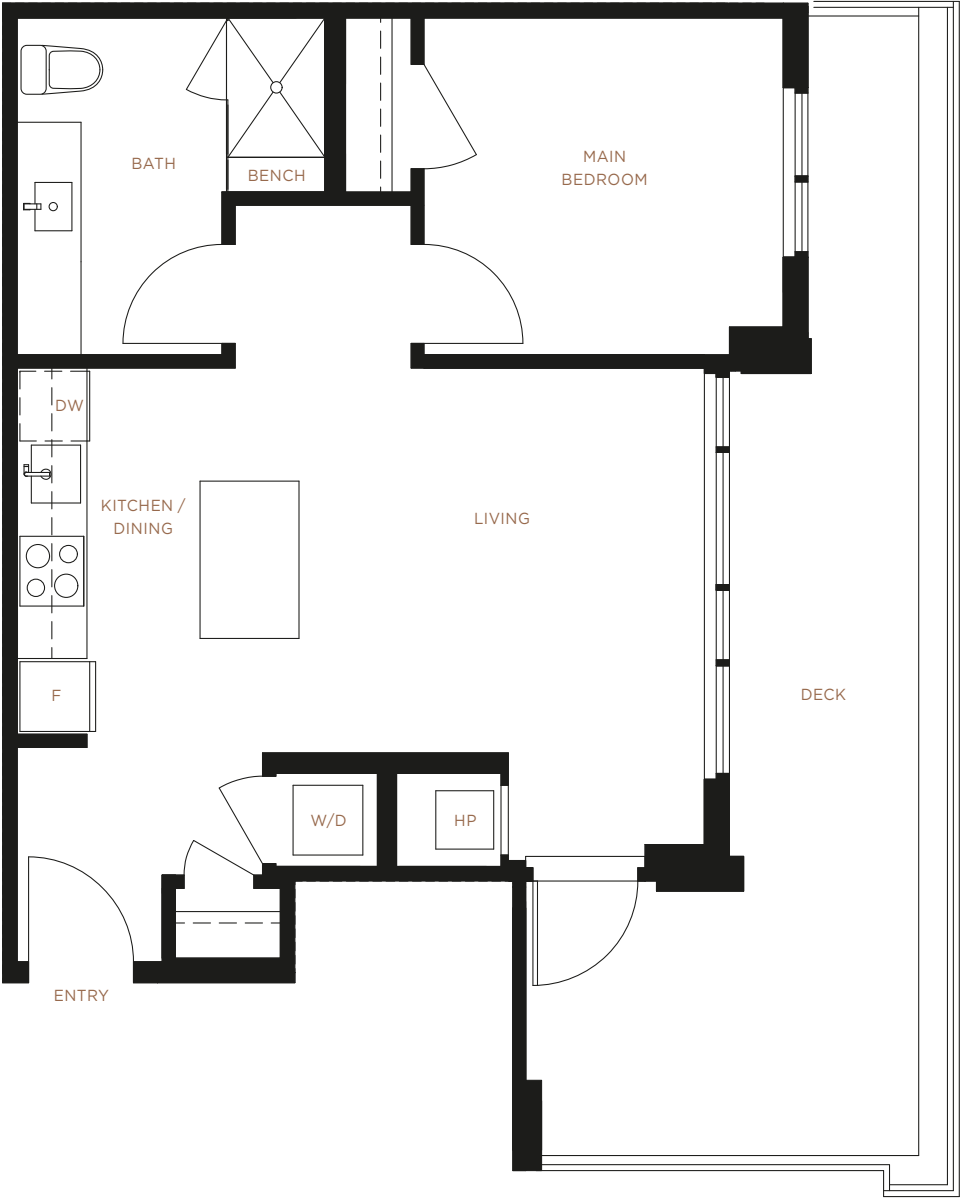 BATH
BENCH
MAIN
BEDROOM
DW
KITCHEN /
DINING
LIVING
F
DECK
W/D
HP
ENTRY